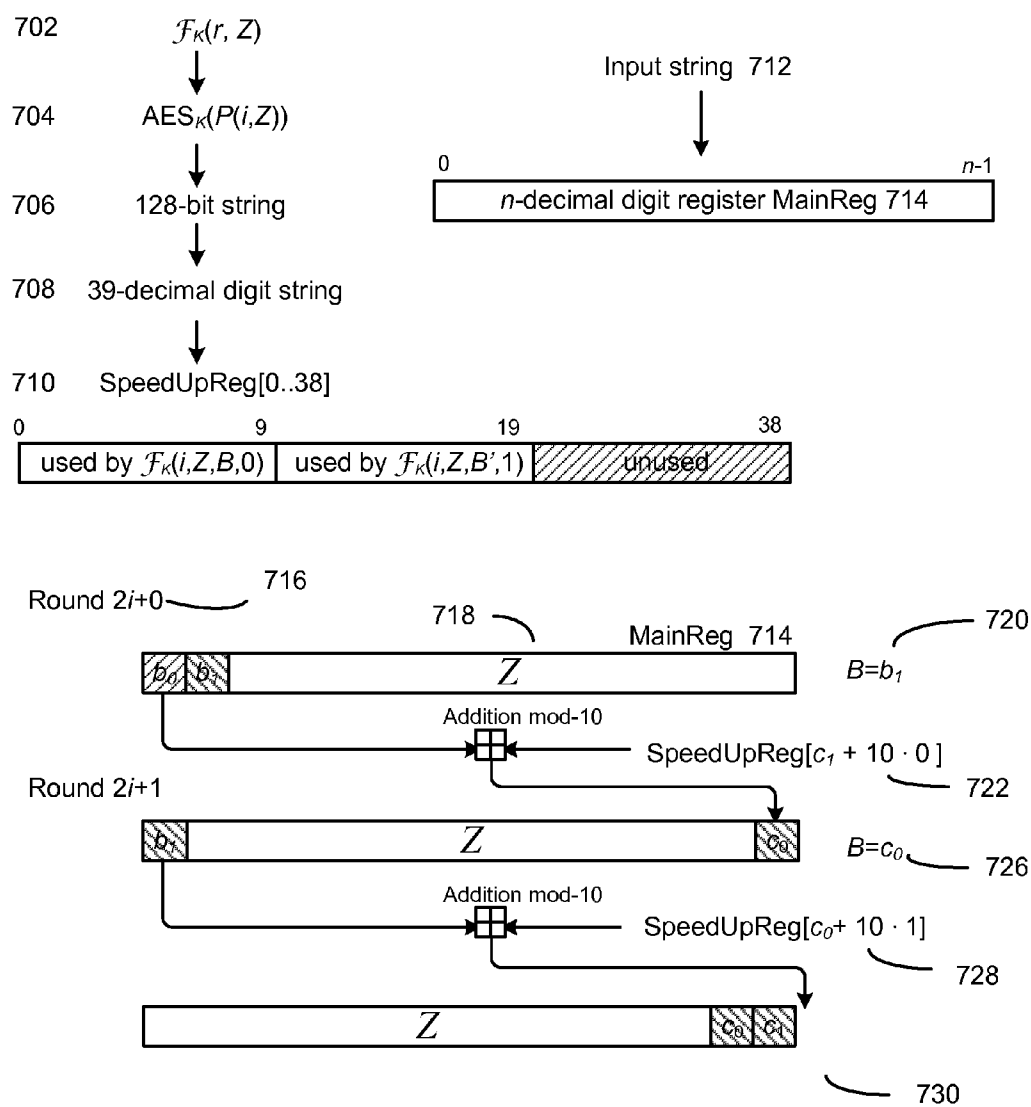 702 ℱK(r, Z)
704 AESK(P(i,Z))
706 128-bit string
708 39-decimal digit string
710 SpeedUpReg[0..38]
Input string 712
0 n-1
n-decimal digit register MainReg 714
0 9 19 38
used by ℱK(i,Z,B,0) used by ℱK(i,Z,B',1) unused
Round 2i+0 716
718 MainReg 714 720
b0 b1 Z B=b1
Addition mod-10
SpeedUpReg[c1 + 10 · 0 ]
722
Round 2i+1
b1 Z c0 B=c0
726
Addition mod-10
SpeedUpReg[c0+ 10 · 1]
728
Z c0 c1
730